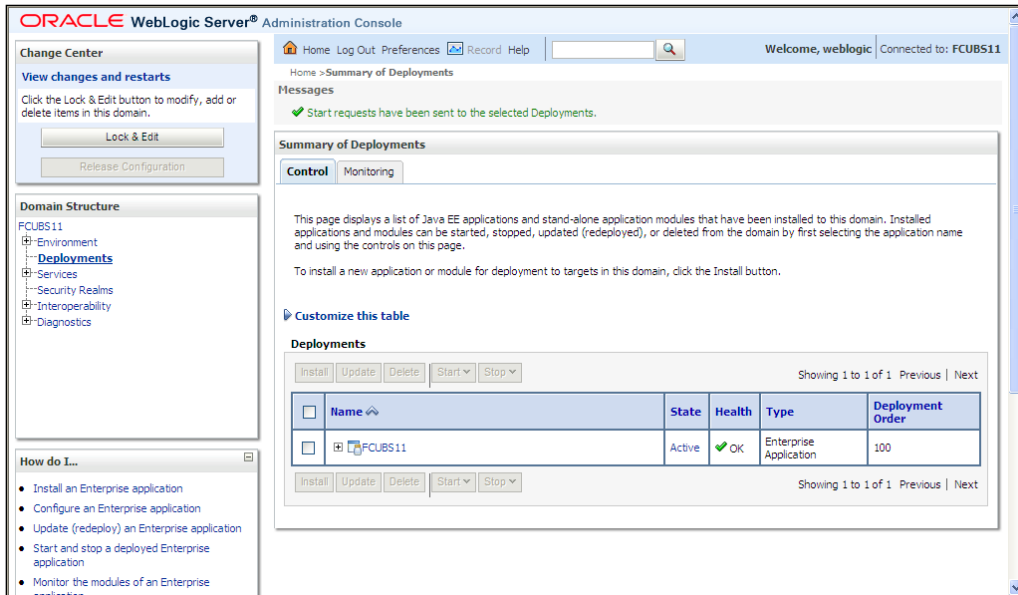 ORACLE WebLogic Server® Administration Console
Change Center
View changes and restarts
Click the Lock & Edit button to modify, add or
delete items in this domain.
Lock & Edit
Release Configuration
Domain Structure
FCUBS11
Environment
Deployments
Services
Security Realms
Interoperability
Diagnostics
How do I...
Install an Enterprise application
Configure an Enterprise application
Update (redeploy) an Enterprise application
Start and stop a deployed Enterprise
application
Monitor the modules of an Enterprise
application
Home Log Out Preferences Record Help
Welcome, weblogic Connected to: FCUBS11
Home >Summary of Deployments
Messages
Start requests have been sent to the selected Deployments.
Summary of Deployments
Control Monitoring
This page displays a list of Java EE applications and stand-alone application modules that have been installed to this domain. Installed
applications and modules can be started, stopped, updated (redeployed), or deleted from the domain by first selecting the application name
and using the controls on this page.
To install a new application or module for deployment to targets in this domain, click the Install button.
Customize this table
Deployments
Install Update Delete Start Stop Showing 1 to 1 of 1 Previous | Next
Name State Health Type Deployment
Order
FCUBS11 Active OK Enterprise
Application 100
Install Update Delete Start Stop Showing 1 to 1 of 1 Previous | Next